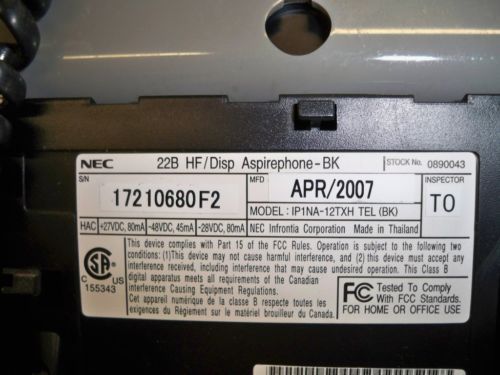 NEC 22B HF/Disp Aspirephone-BK STOCK No. 0890043
S/N 17210680F2 MFD APR/2007 INSPECTOR TO
MODEL: IP1NA-12TXH TEL (BK)
HAC +27VDC, 80mA -48VDC, 45mA -28VDC, 80mA NEC Infrontia Corporation Made in Thailand
This device complies with Part 15 of the FCC Rules. Operation is subject to the following two
conditions: (1)This device may not cause harmful interference, and (2) this device must accept any
interference received, including interference that may cause undesired operation. This Class B
digital apparatus meets all requirements of the Canadian
Interference Causing Equipment Regulations.
Cet appareil numérique de la classe B respecte toutes les
exigences du Règiement sur le matériel brouilleur du Canada.
SA
C US
155343
FC Tested To Comply
With FCC Standards.
FOR HOME OR OFFICE USE